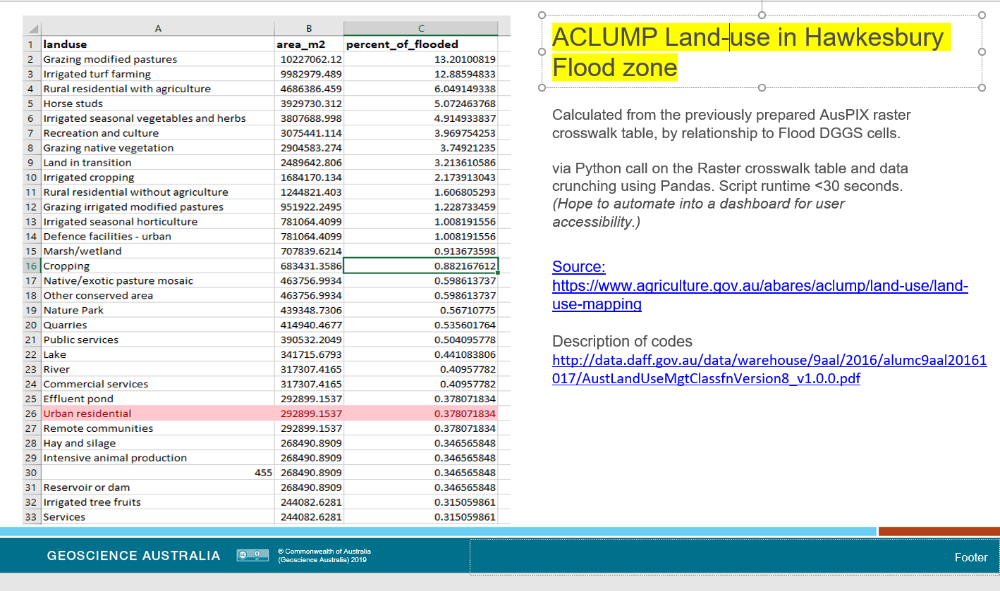 A B C
1 landuse area_m2 percent_of_flooded
2 Grazing modified pastures 10227062.12 13.20100819
3 Irrigated turf farming 9982979.489 12.88594833
4 Rural residential with agriculture 4686386.459 6.049149338
5 Horse studs 3929730.312 5.072463768
6 Irrigated seasonal vegetables and herbs 3807688.998 4.914933837
7 Recreation and culture 3075441.114 3.969754253
8 Grazing native vegetation 2904583.274 3.74921235
9 Land in transition 2489642.806 3.213610586
10 Irrigated cropping 1684170.134 2.173913043
11 Rural residential without agriculture 1244821.403 1.606805293
12 Grazing irrigated modified pastures 951922.2495 1.228733459
13 Irrigated seasonal horticulture 781064.4099 1.008191556
14 Defence facilities - urban 781064.4099 1.008191556
15 Marsh/wetland 707839.6214 0.913673598
16 Cropping 683431.3586 0.882167612
17 Native/exotic pasture mosaic 463756.9934 0.598613737
18 Other conserved area 463756.9934 0.598613737
19 Nature Park 439348.7306 0.56710775
20 Quarries 414940.4677 0.535601764
21 Public services 390532.2049 0.504095778
22 Lake 341715.6793 0.441083806
23 River 317307.4165 0.40957782
24 Commercial services 317307.4165 0.40957782
25 Effluent pond 292899.1537 0.378071834
26 Urban residential 292899.1537 0.378071834
27 Remote communities 292899.1537 0.378071834
28 Hay and silage 268490.8909 0.346565848
29 Intensive animal production 268490.8909 0.346565848
30 455 268490.8909 0.346565848
31 Reservoir or dam 268490.8909 0.346565848
32 Irrigated tree fruits 244082.6281 0.315059861
33 Services 244082.6281 0.315059861
ACLUMP Land-use in Hawkesbury
Flood zone
Calculated from the previously prepared AusPIX raster
crosswalk table, by relationship to Flood DGGS cells.
via Python call on the Raster crosswalk table and data
crunching using Pandas. Script runtime <30 seconds.
(Hope to automate into a dashboard for user
accessibility.)
Source:
https://www.agriculture.gov.au/abares/aclump/land-use/land-
use-mapping
Description of codes
http://data.daff.gov.au/data/warehouse/9aal/2016/alumc9aal20161
017/AustLandUseMgtClassfnVersion8_v1.0.0.pdf
GEOSCIENCE AUSTRALIA
© Commonwealth of Australia
(Geoscience Australia) 2019
Footer